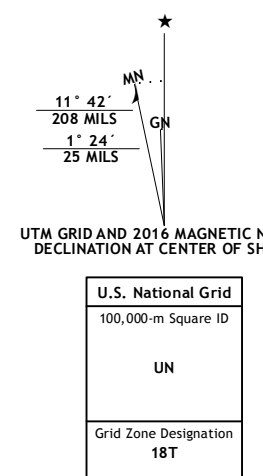 MN
GN
11° 42´
208 MILS
1° 24´
25 MILS
UTM GRID AND 2016 MAGNETIC N
DECLINATION AT CENTER OF SH
U.S. National Grid
100,000-m Square ID
UN
Grid Zone Designation
18T